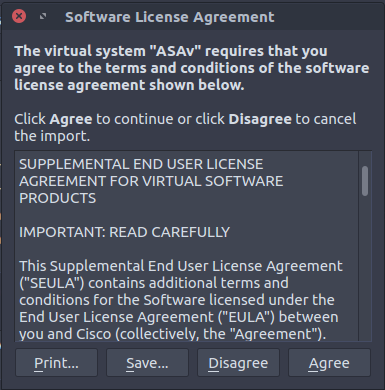 Software License Agreement
The virtual system "ASAv" requires that you
agree to the terms and conditions of the software
license agreement shown below.
Click Agree to continue or click Disagree to cancel
the import.
SUPPLEMENTAL END USER LICENSE
AGREEMENT FOR VIRTUAL SOFTWARE
PRODUCTS
IMPORTANT: READ CAREFULLY
This Supplemental End User License Agreement
("SEULA") contains additional terms and
conditions for the Software licensed under the
End User License Agreement ("EULA") between
you and Cisco (collectively, the "Agreement").
Print... Save... Disagree Agree